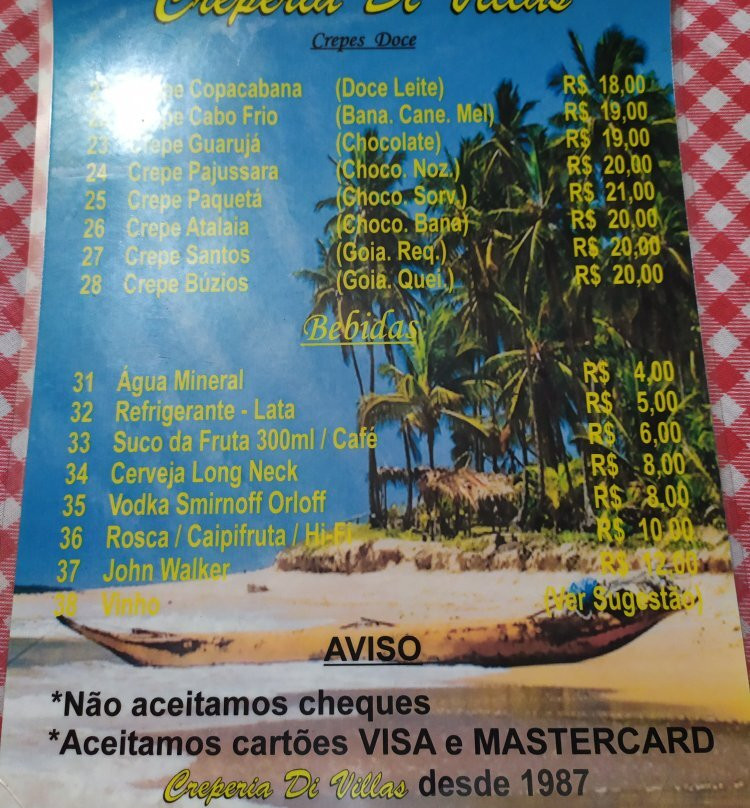 Creperia Di Villas
Crepes Doce
Copacabana (Doce Leite) R$ 18,00
Cabo Frio (Bana. Cane. Mel) R$ 19,00
23 Crepe Guarujá (Chocolate) R$ 19,00
24 Crepe Pajussara (Choco. Noz.) R$ 20,00
25 Crepe Paquetá (Choco. Sorv.) R$ 21,00
26 Crepe Atalaia (Choco. Bana) R$ 20,00
27 Crepe Santos (Goia. Req.) R$ 20,00
28 Crepe Búzios (Goia. Quei.) R$ 20,00
Bebidas
31 Água Mineral R$ 4,00
32 Refrigerante - Lata R$ 5,00
33 Suco da Fruta 300ml / Café R$ 6,00
34 Cerveja Long Neck R$ 8,00
35 Vodka Smirnoff Orloff R$ 8,00
36 Rosca / Caipifruta / Hi-Fi R$ 10,00
37 John Walker R$ 12,00
38 Vinho (Ver Sugestão)
AVISO
*Não aceitamos cheques
*Aceitamos cartões VISA e MASTERCARD
Creperia Di Villas desde 1987